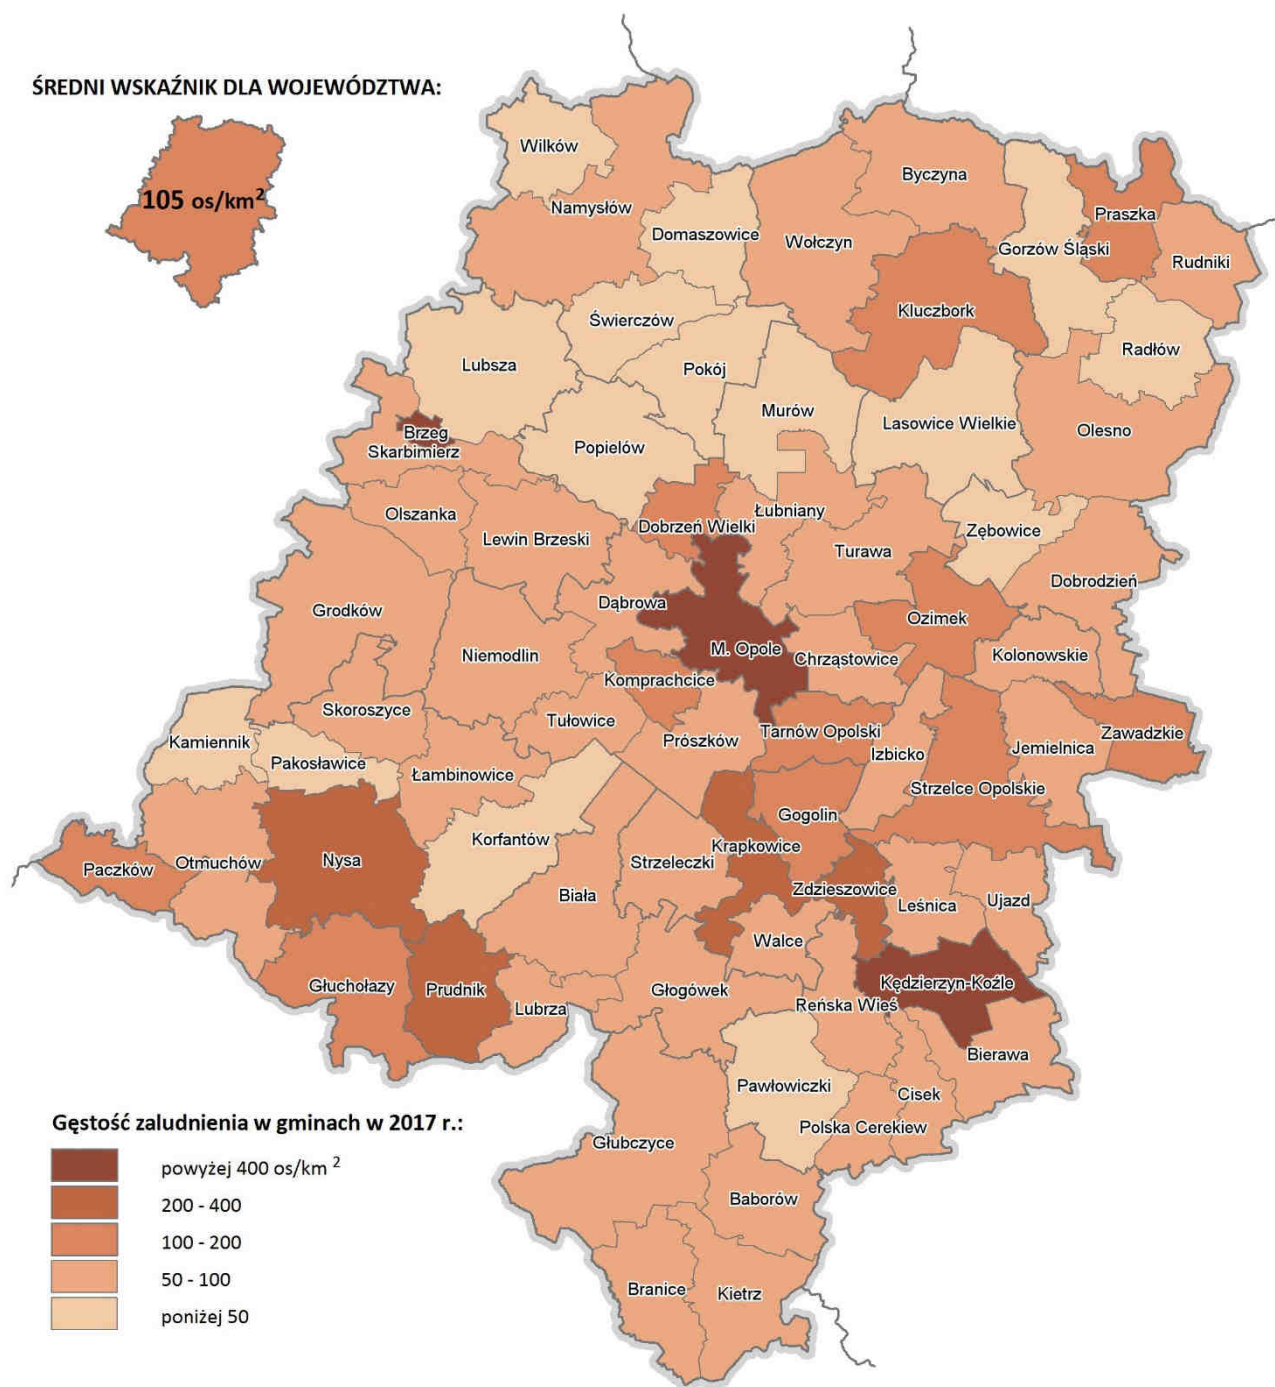 ŚREDNI WSKAŹNIK DLA WOJEWÓDZTWA:
105 os/km²
Wilków
Namysłów
Domaszowice
Wołczyn
Byczyna
Praszka
Gorzów Śląski
Rudniki
Kluczbork
Radłów
Świerczów
Lubsza
Pokój
Murów
Lasowice Wielkie
Olesno
Brzeg
Skarbimierz
Popielów
Olszanka
Lewin Brzeski
Dobrzeń Wielki
Łubniany
Turawa
Zębowice
Dobrodzień
Grodków
Dąbrowa
Ozimek
Niemodlin
M. Opole
Chrząstowice
Kolonowskie
Komprachcice
Skoroszyce
Tułowice
Prószków
Tarnów Opolski
Izbicko
Jemielnica
Zawadzkie
Kamiennik
Pakosławice
Łambinowice
Strzelce Opolskie
Gogolin
Korfantów
Krapkowice
Paczków
Otmuchów
Nysa
Strzeleczki
Zdzieszowice
Biała
Leśnica
Ujazd
Walce
Głuchołazy
Prudnik
Lubrza
Głogówek
Reńska Wieś
Kędzierzyn-Koźle
Bierawa
Pawłowiczki
Cisek
Polska Cerekiew
Głubczyce
Baborów
Branice
Kietrz
Gęstość zaludnienia w gminach w 2017 r.:
powyżej 400 os/km ²
200 - 400
100 - 200
50 - 100
poniżej 50